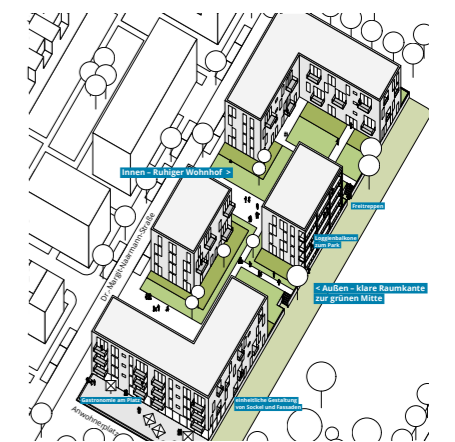 Innen – Ruhiger Wohnhof >
Freitreppen
Loggienbalkone
zum Park
Dr.-Margit-Naarmann-Straße
< Außen – klare Raumkante
zur grünen Mitte
Gastronomie am Platz
einheitliche Gestaltung
von Sockel und Fassaden
Anwohnerplatz